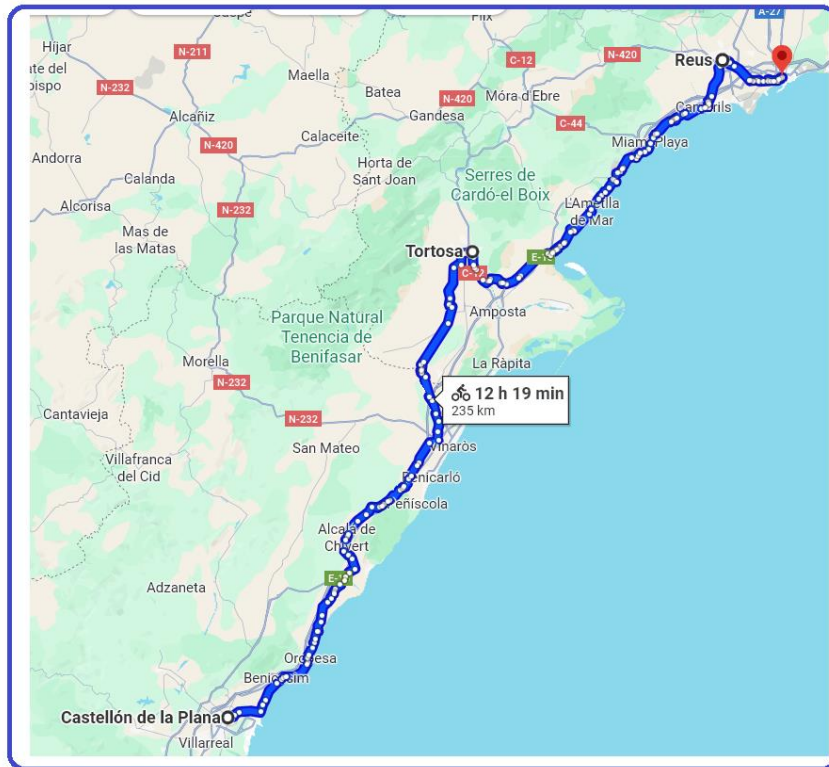 Flix
A-27
Híjar
N-211
C-12
N-420
Reus
N-232
Maella
Batea
Móra d'Ebre
N-420
Cambrils
Alcañiz
Gandesa
C-44
Miami Playa
Calaceite
N-420
Andorra
Horta de
Sant Joan
Serres de
Cardó-el Boix
Calanda
Alcorisa
N-232
L'Ametlla
de Mar
Mas de
las Matas
Tortosa
E-15
C-12
Parque Natural
Tenencia de
Benifasar
Amposta
Morella
La Ràpita
N-232
12 h 19 min
235 km
Cantavieja
N-232
San Mateo
Vinaròs
Villafranca
del Cid
Benicarló
Peñíscola
Alcalá de
Chivert
Adzaneta
E-15
Oropesa
Benicasim
Castellón de la Plana
Villarreal